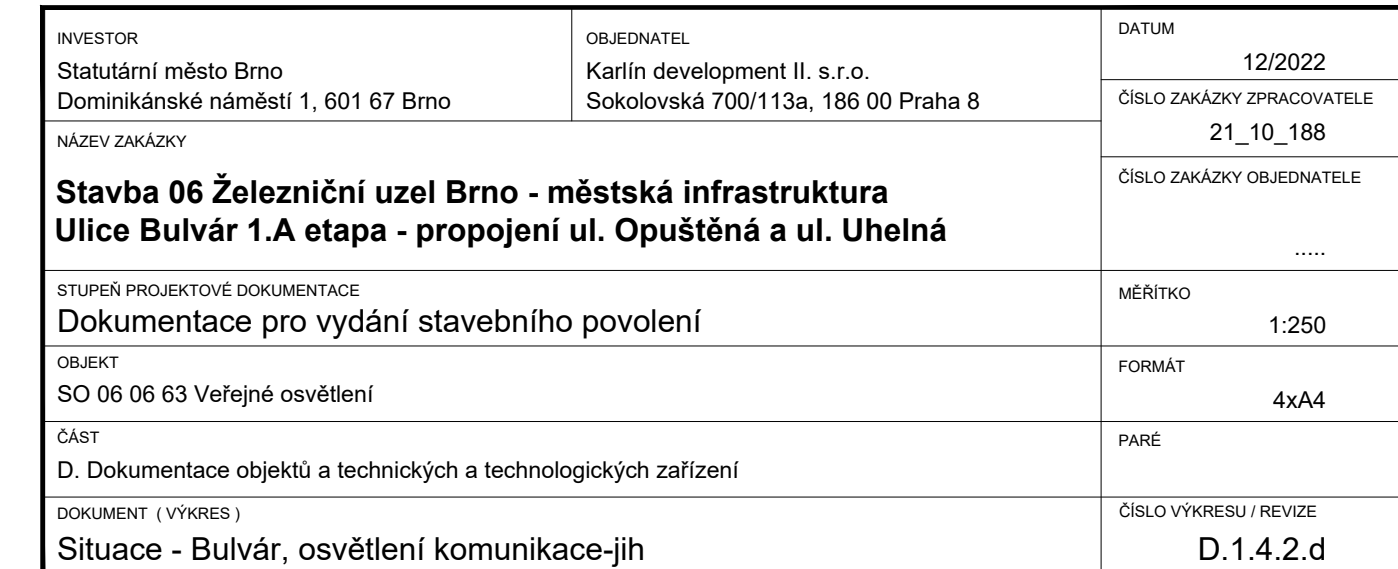 INVESTOR
Statutární město Brno
Dominikánské náměstí 1, 601 67 Brno
OBJEDNATEL
Karlín development II. s.r.o.
Sokolovská 700/113a, 186 00 Praha 8
DATUM
12/2022
ČÍSLO ZAKÁZKY ZPRACOVATELE
21_10_188
NÁZEV ZAKÁZKY
Stavba 06 Železniční uzel Brno - městská infrastruktura
Ulice Bulvár 1.A etapa - propojení ul. Opuštěná a ul. Uhelná
ČÍSLO ZAKÁZKY OBJEDNATELE
.....
STUPEŇ PROJEKTOVÉ DOKUMENTACE
Dokumentace pro vydání stavebního povolení
MĚŘÍTKO
1:250
OBJEKT
SO 06 06 63 Veřejné osvětlení
FORMÁT
4xA4
ČÁST
D. Dokumentace objektů a technických a technologických zařízení
PARÉ
DOKUMENT ( VÝKRES )
Situace - Bulvár, osvětlení komunikace-jih
ČÍSLO VÝKRESU / REVIZE
D.1.4.2.d